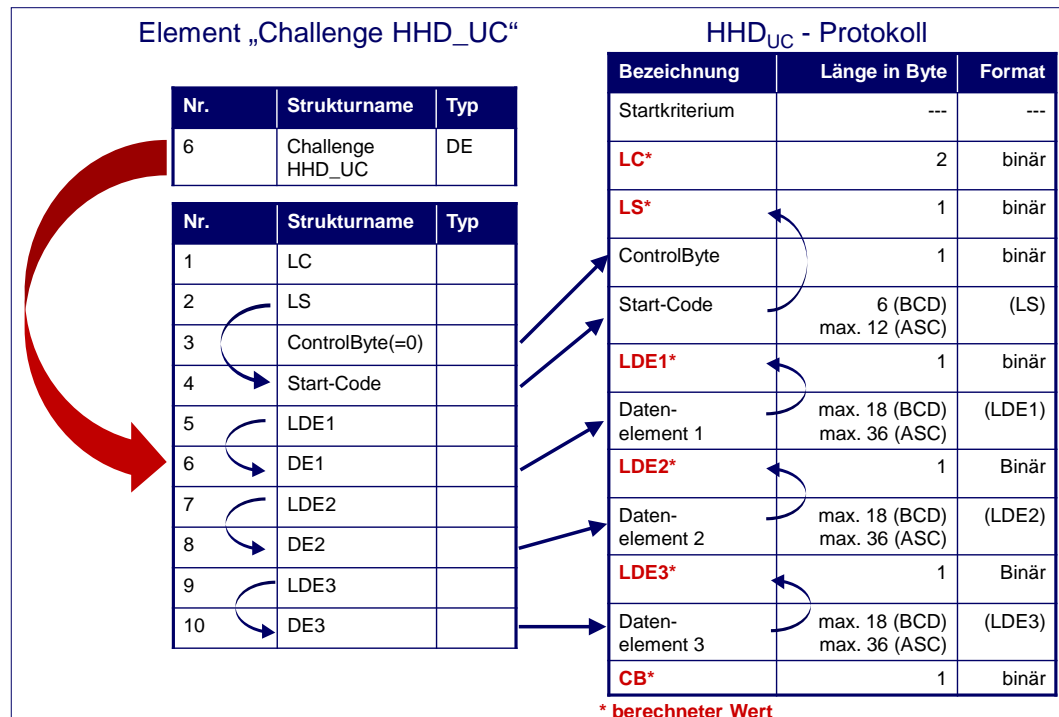 Element „Challenge HHD_UC“
Nr. Strukturname Typ
6 Challenge DE
HHD_UC
Nr. Strukturname Typ
1 LC
2 LS
3 ControlByte(=0)
4 Start-Code
5 LDE1
6 DE1
7 LDE2
8 DE2
9 LDE3
10 DE3
HHDUC - Protokoll
Bezeichnung Länge in Byte Format
Startkriterium --- ---
LC* 2 binär
LS* 1 binär
ControlByte 1 binär
Start-Code 6 (BCD) (LS)
max. 12 (ASC)
LDE1* 1 binär
Daten- max. 18 (BCD) (LDE1)
element 1 max. 36 (ASC)
LDE2* 1 Binär
Daten- max. 18 (BCD) (LDE2)
element 2 max. 36 (ASC)
LDE3* 1 Binär
Daten- max. 18 (BCD) (LDE3)
element 3 max. 36 (ASC)
CB* 1 binär
* berechneter Wert